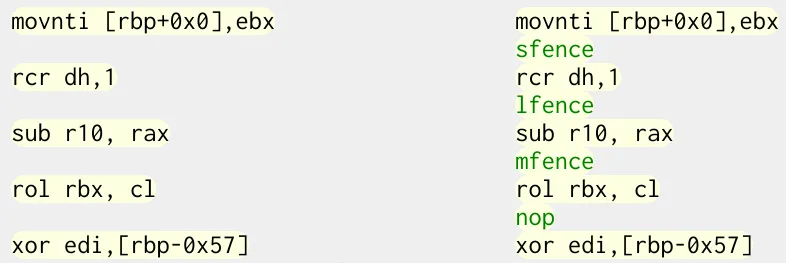 movnti [rbp+0x0],ebx movnti [rbp+0x0],ebx
sfence
rcr dh,1 rcr dh,1
lfence
sub r10, rax sub r10, rax
mfence
rol rbx, cl rol rbx, cl
nop
xor edi,[rbp-0x57] xor edi,[rbp-0x57]